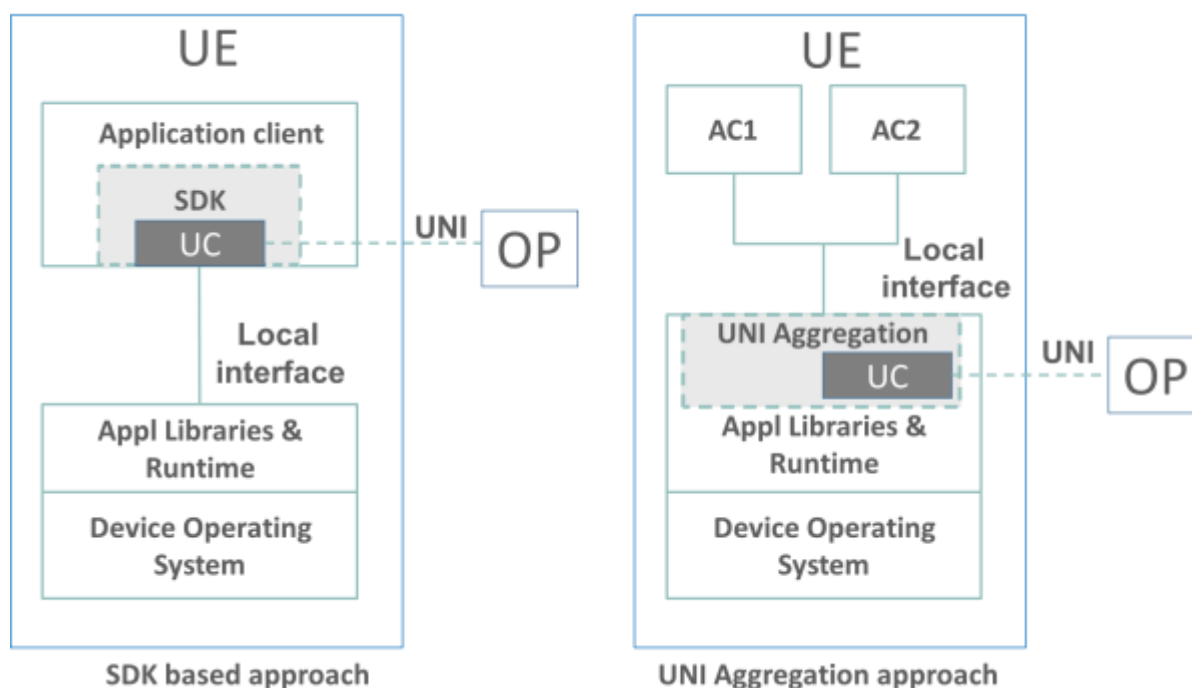 UE
Application client
SDK
UC
UNI
OP
Local
interface
Appl Libraries &
Runtime
Device Operating
System
SDK based approach
UE
AC1
AC2
Local
interface
UNI Aggregation
UC
UNI
OP
Appl Libraries &
Runtime
Device Operating
System
UNI Aggregation approach